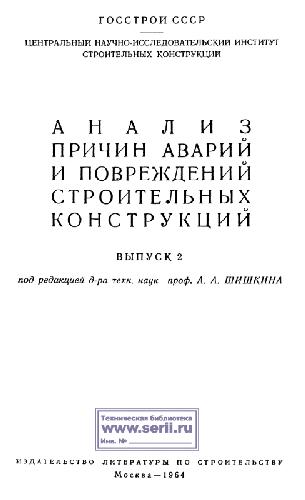 ГОССТРОЙ СССР
ЦЕНТРАЛЬНЫЙ НАУЧНО-ИССЛЕДОВАТЕЛЬСКИЙ ИНСТИТУТ
СТРОИТЕЛЬНЫХ КОНСТРУКЦИЙ
АНАЛИЗ
ПРИЧИН АВАРИЙ
И ПОВРЕЖДЕНИЙ
СТРОИТЕЛЬНЫХ
КОНСТРУКЦИЙ
ВЫПУСК 2
под редакцией д-ра техн. наук проф. А. А. ШИШКИНА
Техническая библиотека
www.serii.ru
Инв. №
ИЗДАТЕЛЬСТВО ЛИТЕРАТУРЫ ПО СТРОИТЕЛЬСТВУ
Москва — 1964